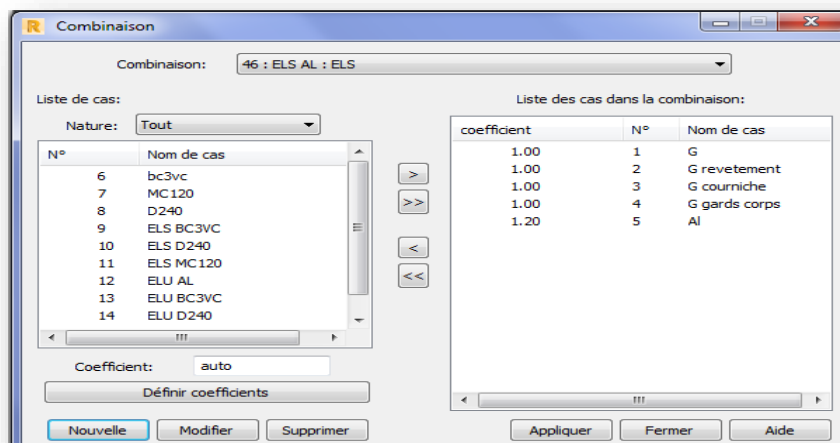 R Combinaison
Combinaison: 46 : ELS AL : ELS
Liste de cas:
Nature: Tout
N° Nom de cas
6 bc3vc
7 MC120
8 D240
9 ELS BC3VC
10 ELS D240
11 ELS MC120
12 ELU AL
13 ELU BC3VC
14 ELU D240
Coefficient: auto
Définir coefficients
Nouvelle Modifier Supprimer
>
>>
<
<<
Liste des cas dans la combinaison:
coefficient N° Nom de cas
1.00 1 G
1.00 2 G revetement
1.00 3 G courniche
1.00 4 G gards corps
1.20 5 Al
Appliquer Fermer Aide